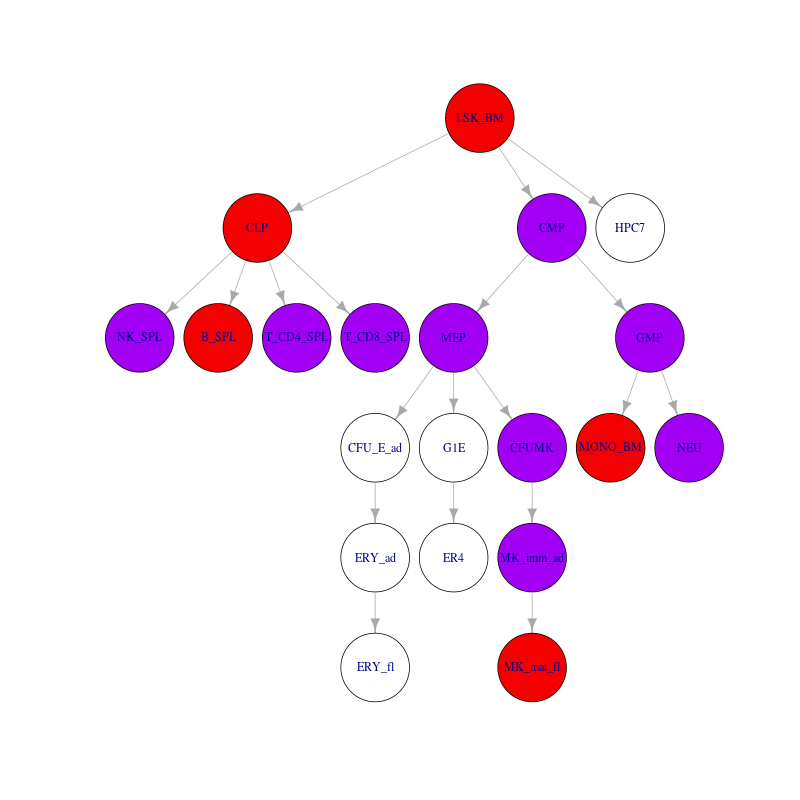 LSK_BM
CLP
CMP
HPC7
NK_SPL
B_SPL
T_CD4_SPL
T_CD8_SPL
MEP
GMP
CFU_E_ad
G1E
CFUMK
MONO_BM
NEU
ERY_ad
ER4
MK_imm_ad
ERY_fl
MK_mat_fl